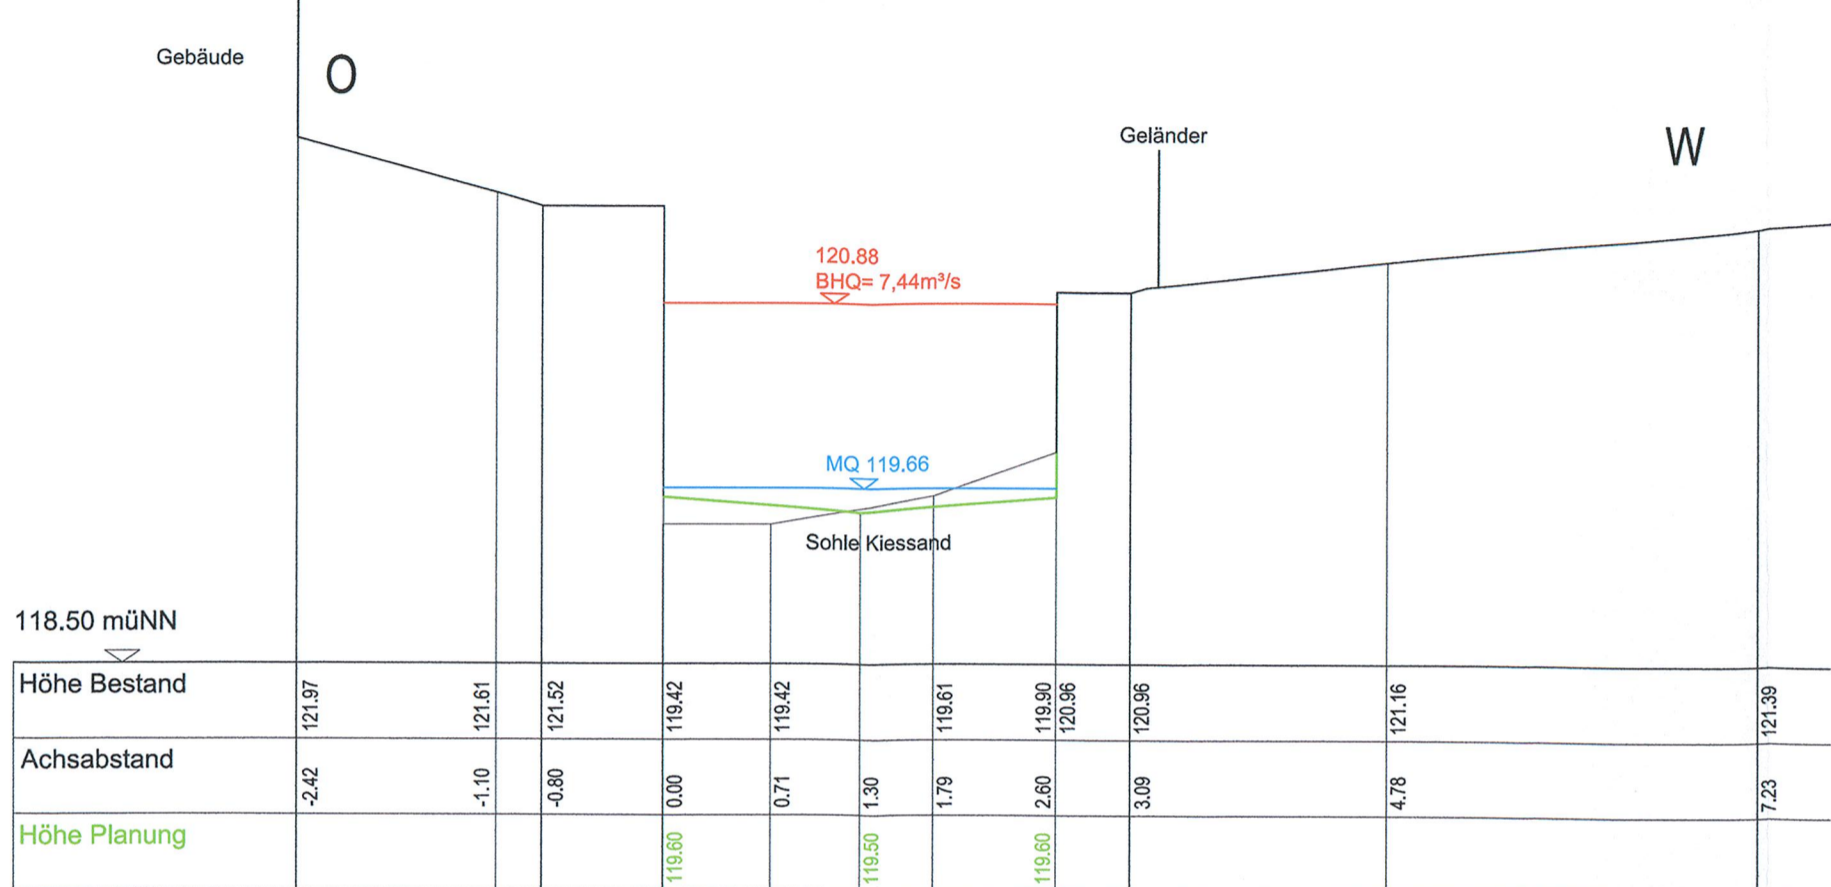 Gebäude
O
Geländer
W
120.88
BHQ= 7,44m³/s
MQ 119.66
Sohle Kiessand
118.50 müNN
Höhe Bestand 121.97 121.61 121.52 119.42 119.42 119.61 119.90 120.96 120.96 121.16 121.39
Achsabstand -2.42 -1.10 -0.80 0.00 0.71 1.30 1.79 2.60 3.09 4.78 7.23
Höhe Planung 119.60 119.50 119.60